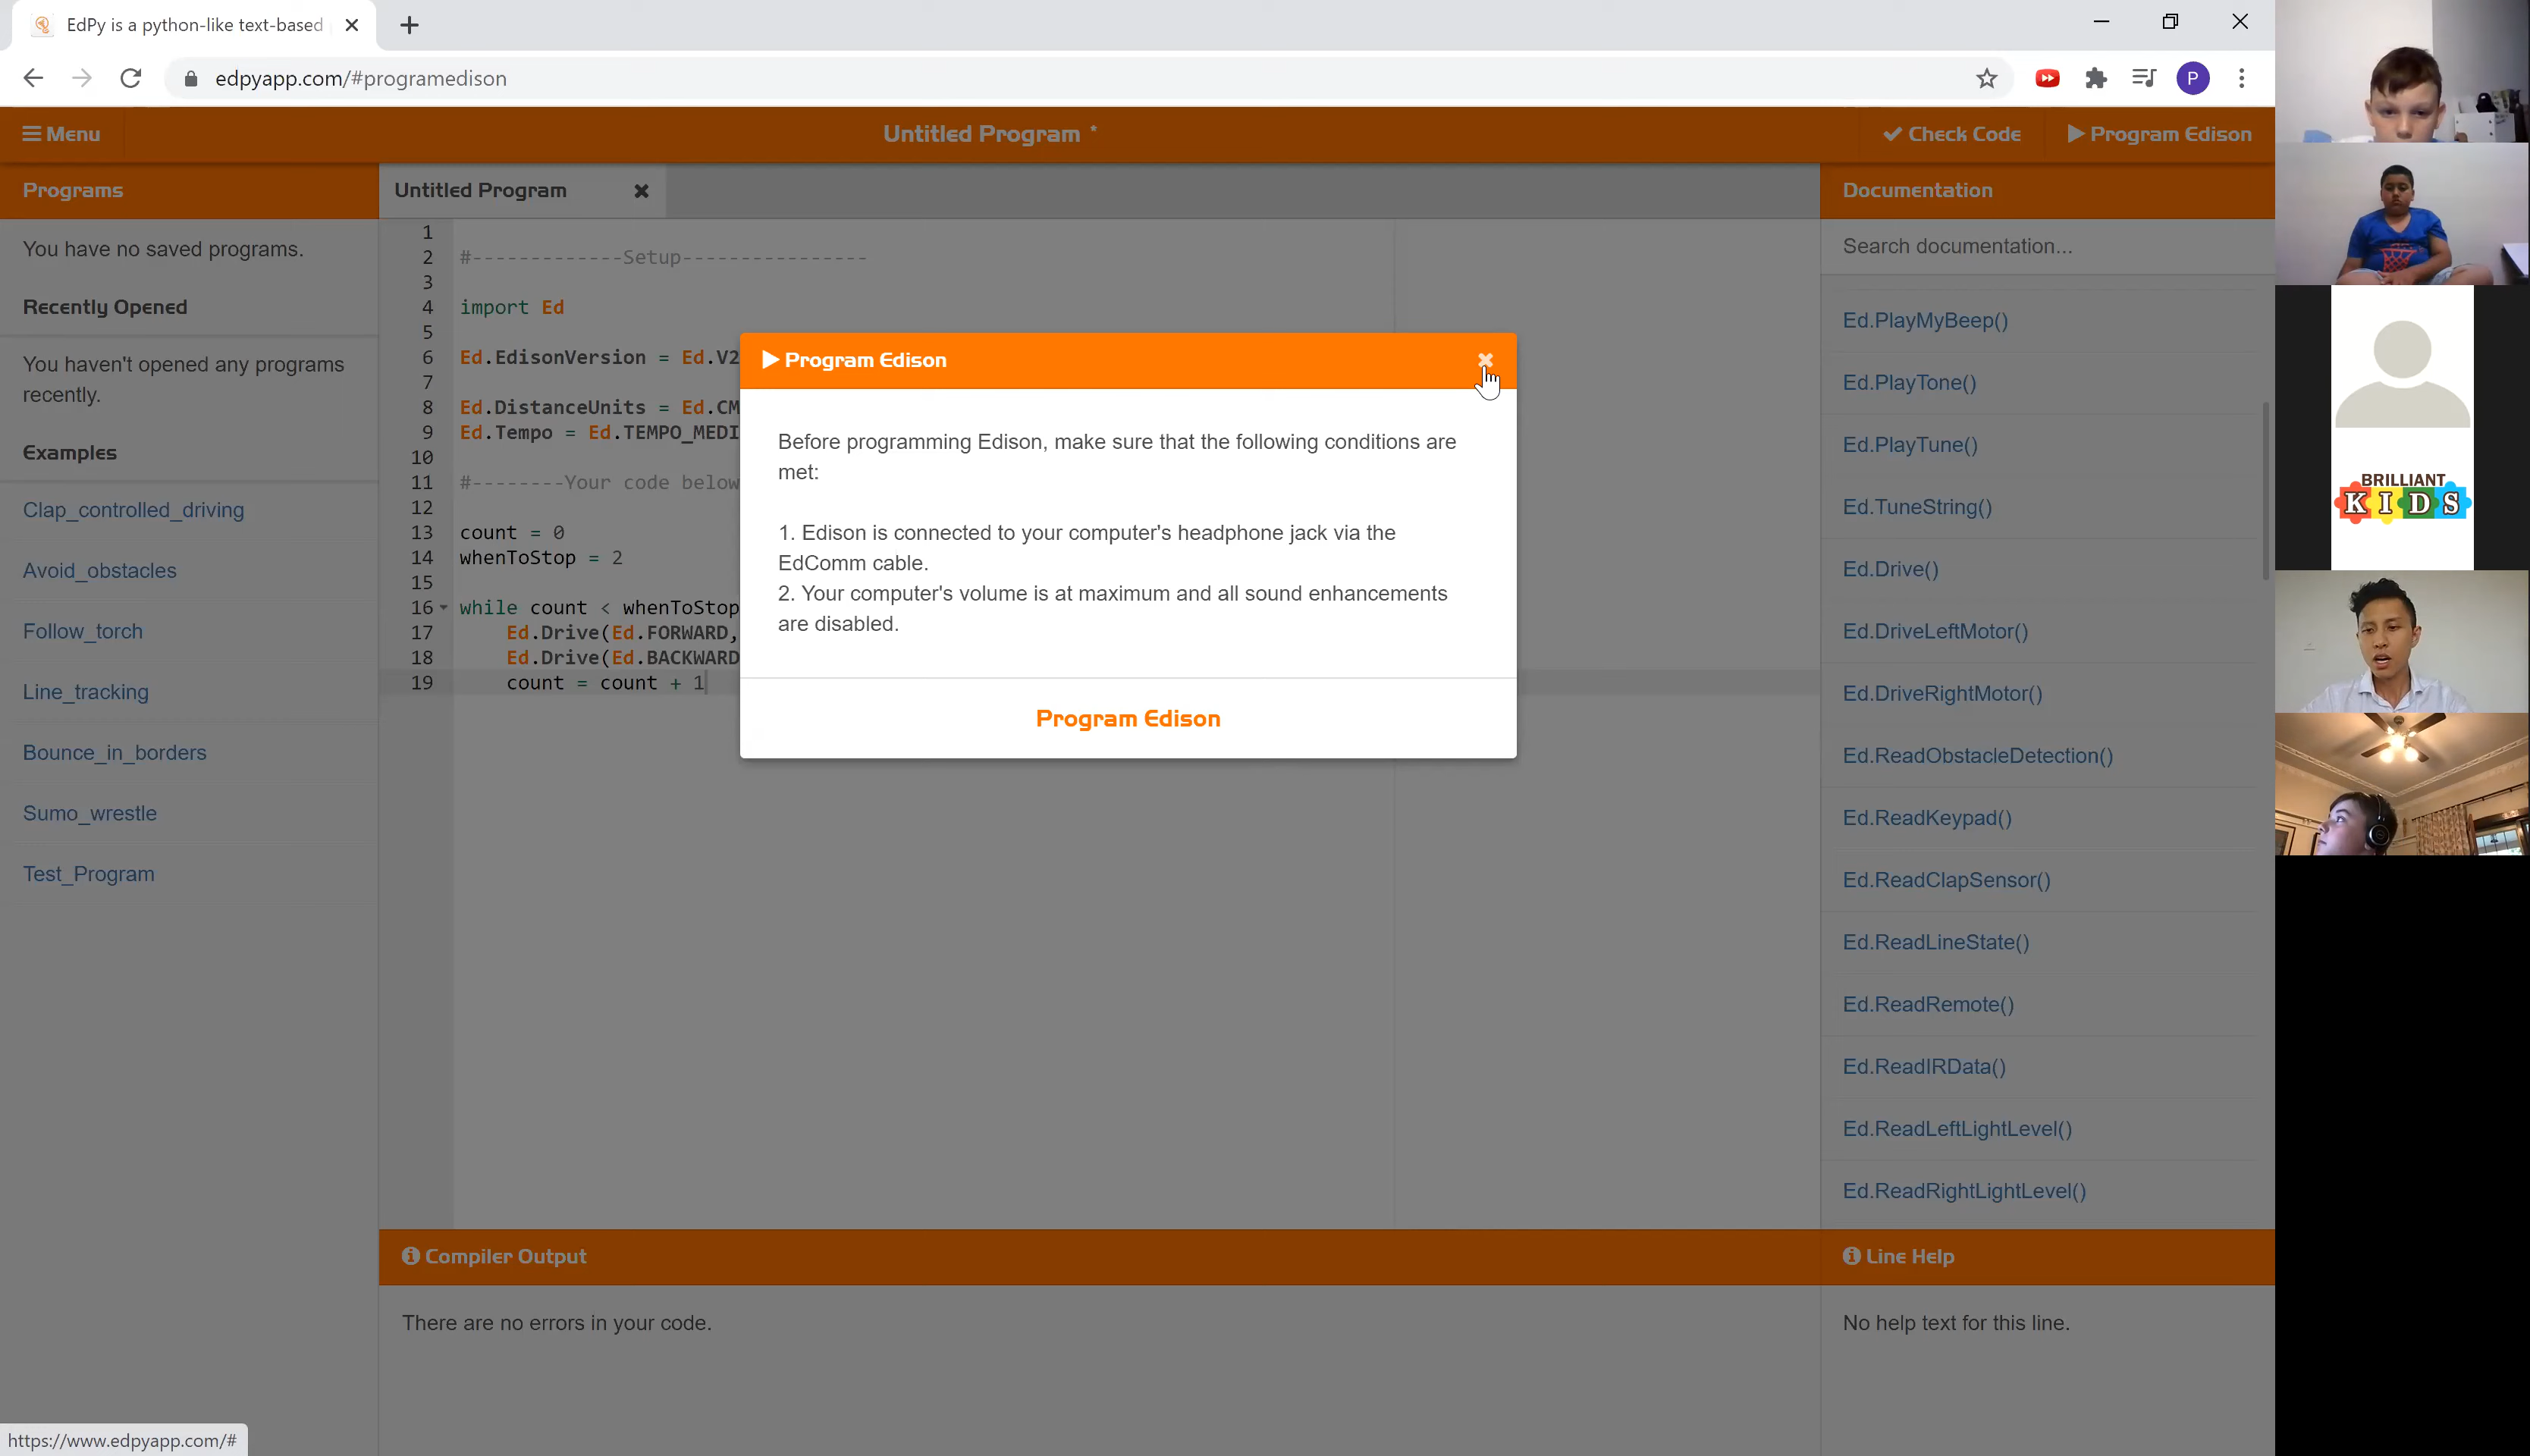 EdPy is a python-like text-based
edpyapp.com/#programedison
P
Menu
Untitled Program *
Check Code
Program Edison
Programs
You have no saved programs.
Recently Opened
You haven't opened any programs
recently.
Examples
Clap_controlled_driving
Avoid_obstacles
Follow_torch
Line_tracking
Bounce_in_borders
Sumo_wrestle
Test_Program
Untitled Program
1
2 #-------------Setup----------------
3
4 import Ed
5
6 Ed.EdisonVersion = Ed.V2
7
8 Ed.DistanceUnits = Ed.CM
9 Ed.Tempo = Ed.TEMPO_MEDI
10
11 #--------Your code below
12
13 count = 0
14 whenToStop = 2
15
16 while count < whenToStop
17 Ed.Drive(Ed.FORWARD,
18 Ed.Drive(Ed.BACKWARD
19 count = count + 1
Program Edison
Before programming Edison, make sure that the following conditions are
met:
1. Edison is connected to your computer's headphone jack via the
EdComm cable.
2. Your computer's volume is at maximum and all sound enhancements
are disabled.
Program Edison
Documentation
Search documentation...
Ed.PlayMyBeep()
Ed.PlayTone()
Ed.PlayTune()
Ed.TuneString()
Ed.Drive()
Ed.DriveLeftMotor()
Ed.DriveRightMotor()
Ed.ReadObstacleDetection()
Ed.ReadKeypad()
Ed.ReadClapSensor()
Ed.ReadLineState()
Ed.ReadRemote()
Ed.ReadIRData()
Ed.ReadLeftLightLevel()
Ed.ReadRightLightLevel()
Compiler Output
There are no errors in your code.
Line Help
No help text for this line.
https://www.edpyapp.com/#
BRILLIANT
KIDS